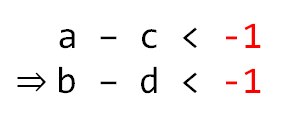 a – c < -1
⇒ b – d < -1